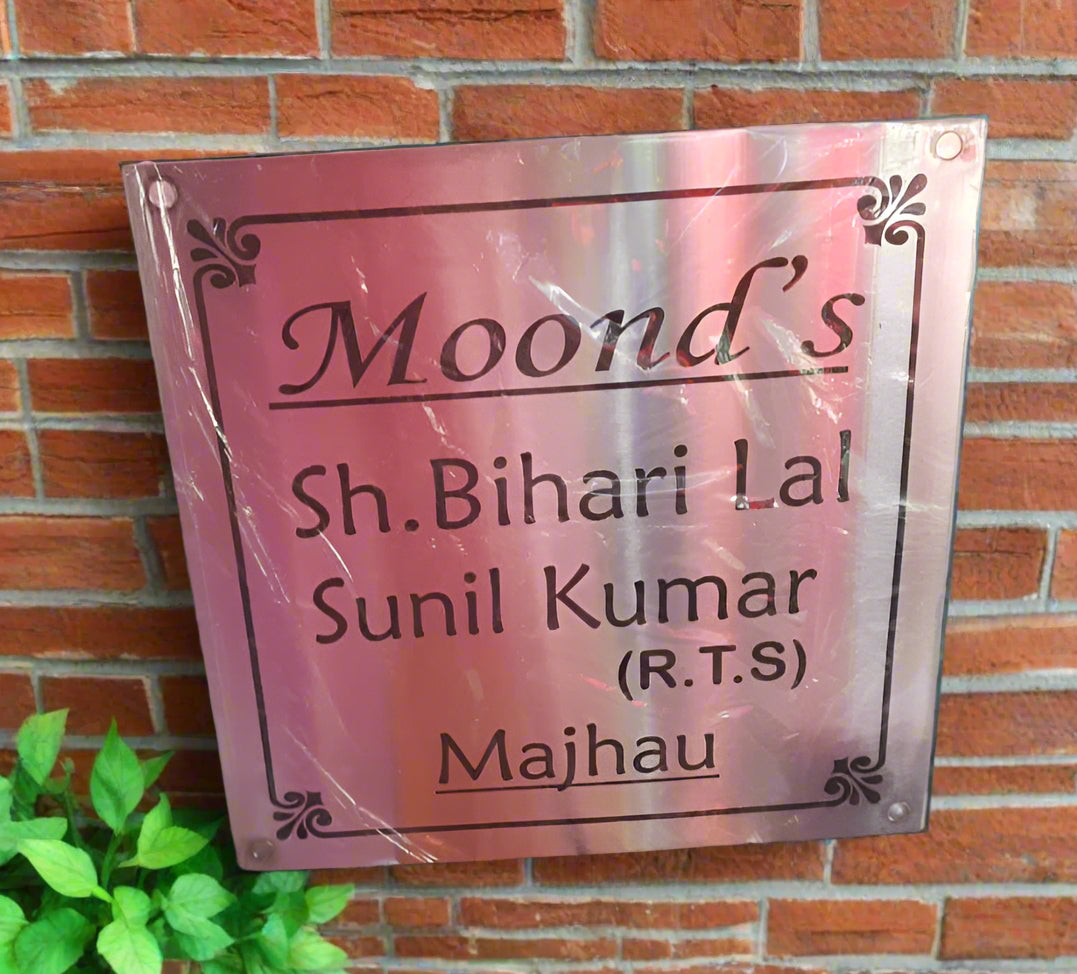 Moond's
Sh.Bihari Lal
Sunil Kumar
(R.T.S)
Majhau